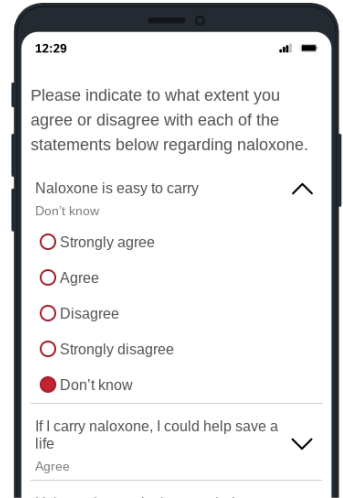 12:29
Please indicate to what extent you
agree or disagree with each of the
statements below regarding naloxone.
Naloxone is easy to carry
Don't know
Strongly agree
Agree
Disagree
Strongly disagree
Don't know
If I carry naloxone, I could help save a
life
Agree